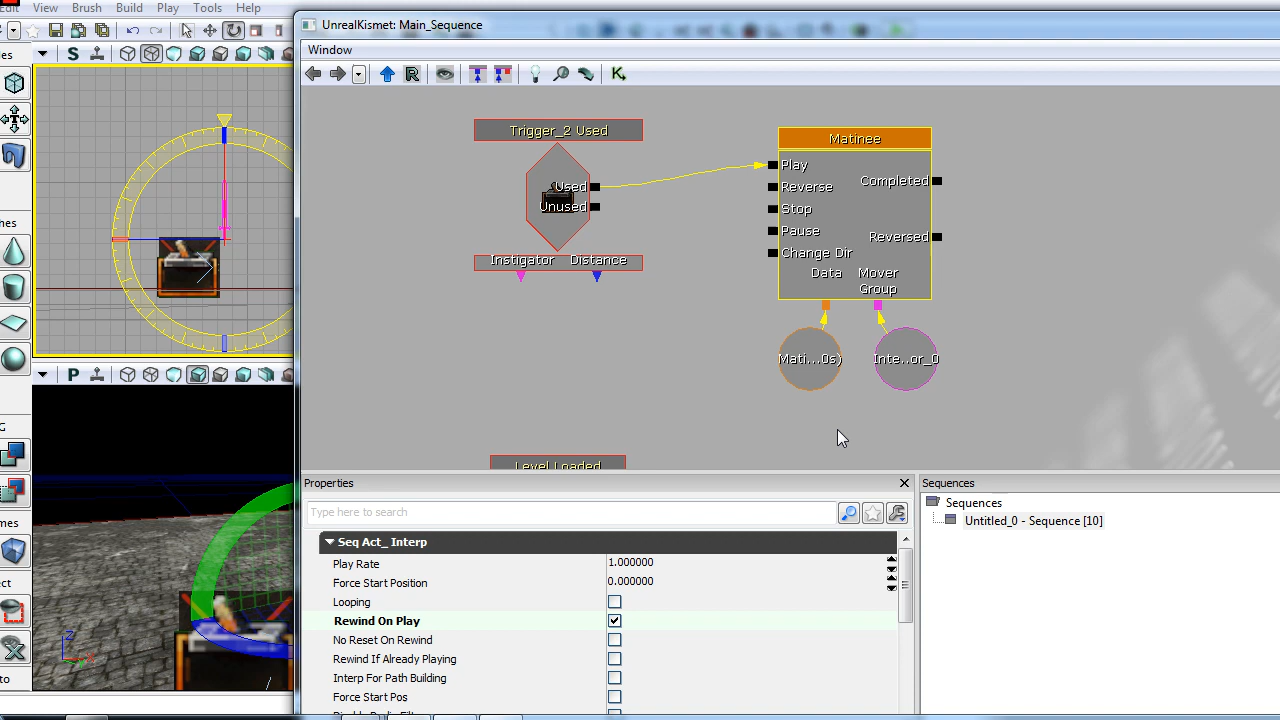 UnrealKismet: Main_Sequence
View Brush Build Play Tools Help
Window
S
R
K
Trigger_2 Used
Used
Unused
Instigator Distance
Matinee
Play
Reverse
Stop
Pause
Change Dir
Completed
Reversed
Data
Mover
Group
Mati...0s)
Inte...or_0
P
Level Loaded
Z
X
Properties
Type here to search
Seq Act_ Interp
Play Rate 1.000000
Force Start Position 0.000000
Looping
Rewind On Play
No Reset On Rewind
Rewind If Already Playing
Interp For Path Building
Force Start Pos
Sequences
Sequences
Untitled_0 - Sequence [10]